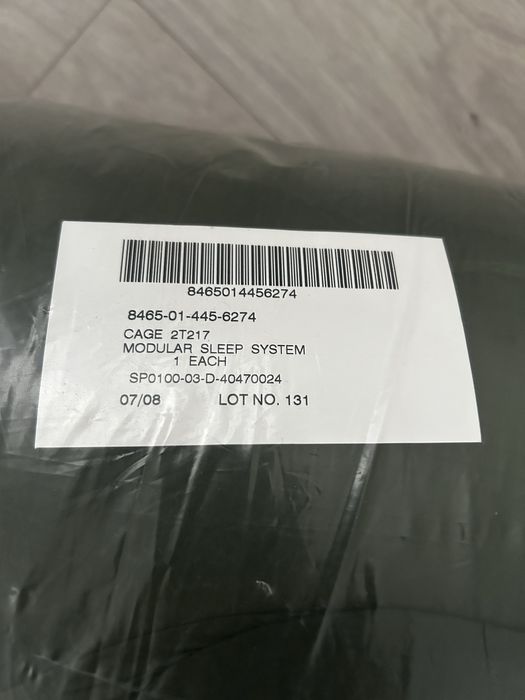 8465014456274
8465-01-445-6274
CAGE 2T217
MODULAR SLEEP SYSTEM
1 EACH
SP0100-03-D-40470024
07/08 LOT NO. 131